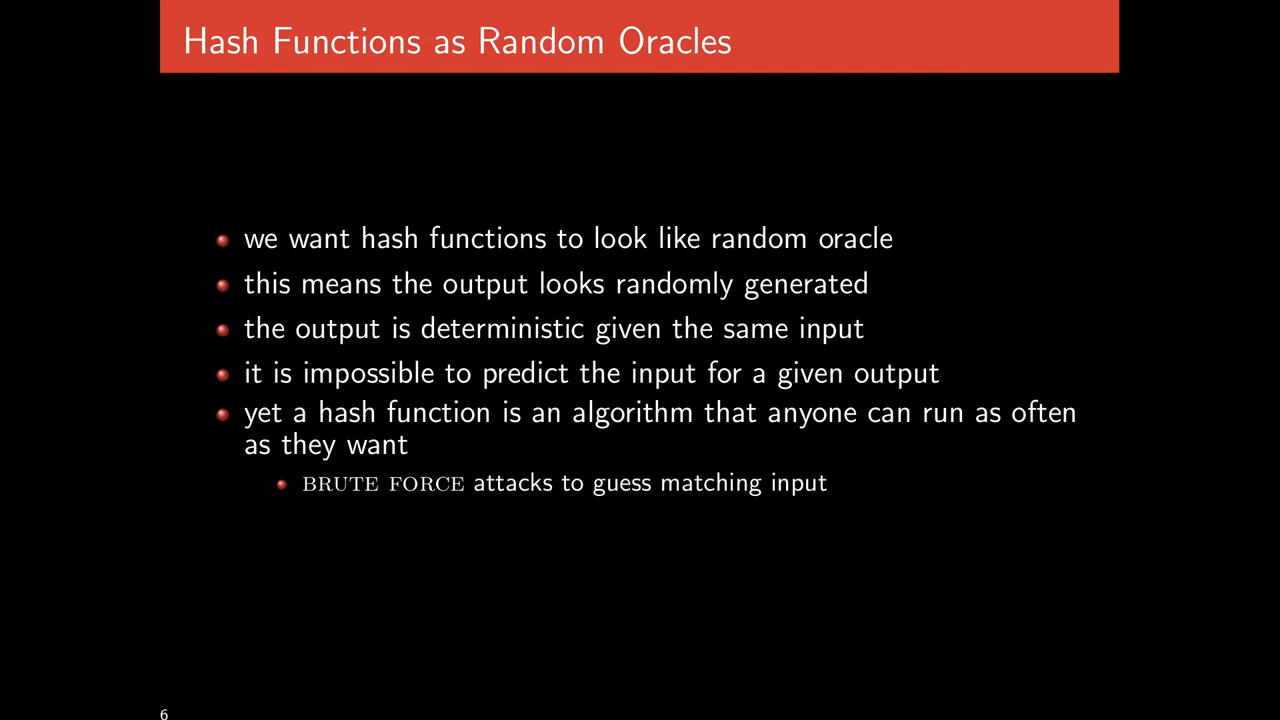 Hash Functions as Random Oracles
we want hash functions to look like random oracle
this means the output looks randomly generated
the output is deterministic given the same input
it is impossible to predict the input for a given output
yet a hash function is an algorithm that anyone can run as often
as they want
BRUTE FORCE attacks to guess matching input
6